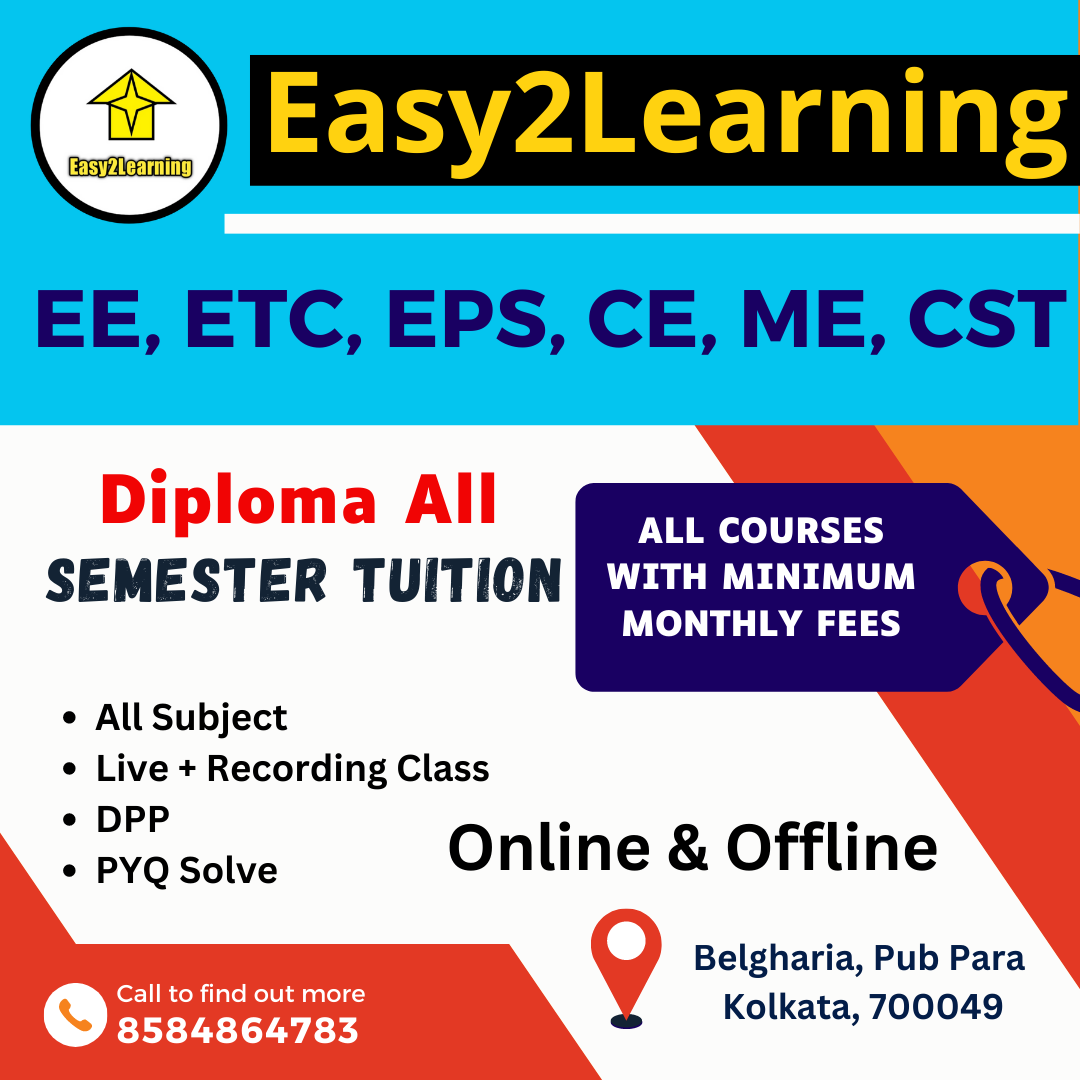 Easy2Learning
Easy2Learning
EE, ETC, EPS, CE, ME, CST
Diploma All
SEMESTER TUITION
ALL COURSES
WITH MINIMUM
MONTHLY FEES
• All Subject
• Live + Recording Class
• DPP
• PYQ Solve
Online & Offline
Belgharia, Pub Para
Kolkata, 700049
Call to find out more
8584864783